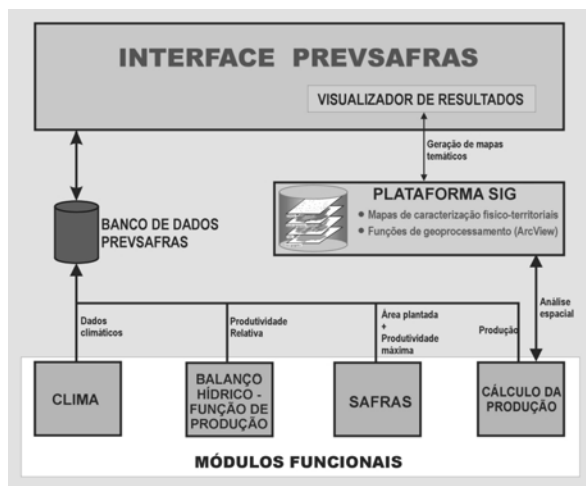 INTERFACE PREVSAFRAS
VISUALIZADOR DE RESULTADOS
Geração de mapas
temáticos
BANCO DE DADOS
PREVSAFRAS
PLATAFORMA SIG
• Mapas de caracterização fisico-territoriais
• Funções de geoprocessamento (ArcView)
Dados
climáticos
Produtividade
Relativa
Área plantada
+
Produtividade
máxima
Produção
Análise
espacial
CLIMA
BALANÇO
HÍDRICO -
FUNÇÃO DE
PRODUÇÃO
SAFRAS
CÁLCULO DA
PRODUÇÃO
MÓDULOS FUNCIONAIS